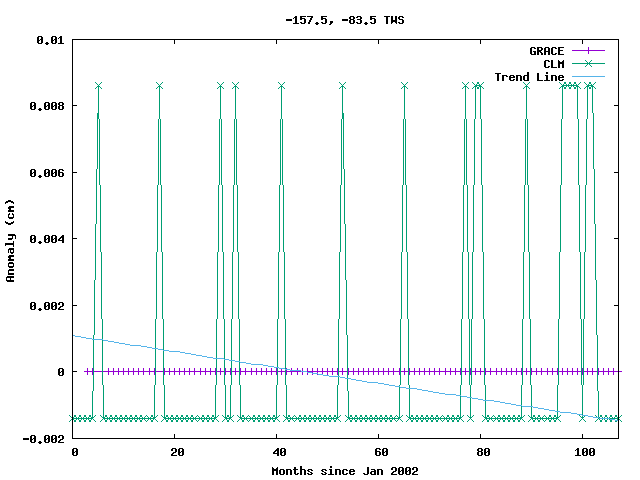 -157.5, -83.5 TWS
0.01
0.008
0.006
0.004
0.002
0
-0.002
Anomaly (cm)
GRACE
CLM
Trend Line
0 20 40 60 80 100
Months since Jan 2002